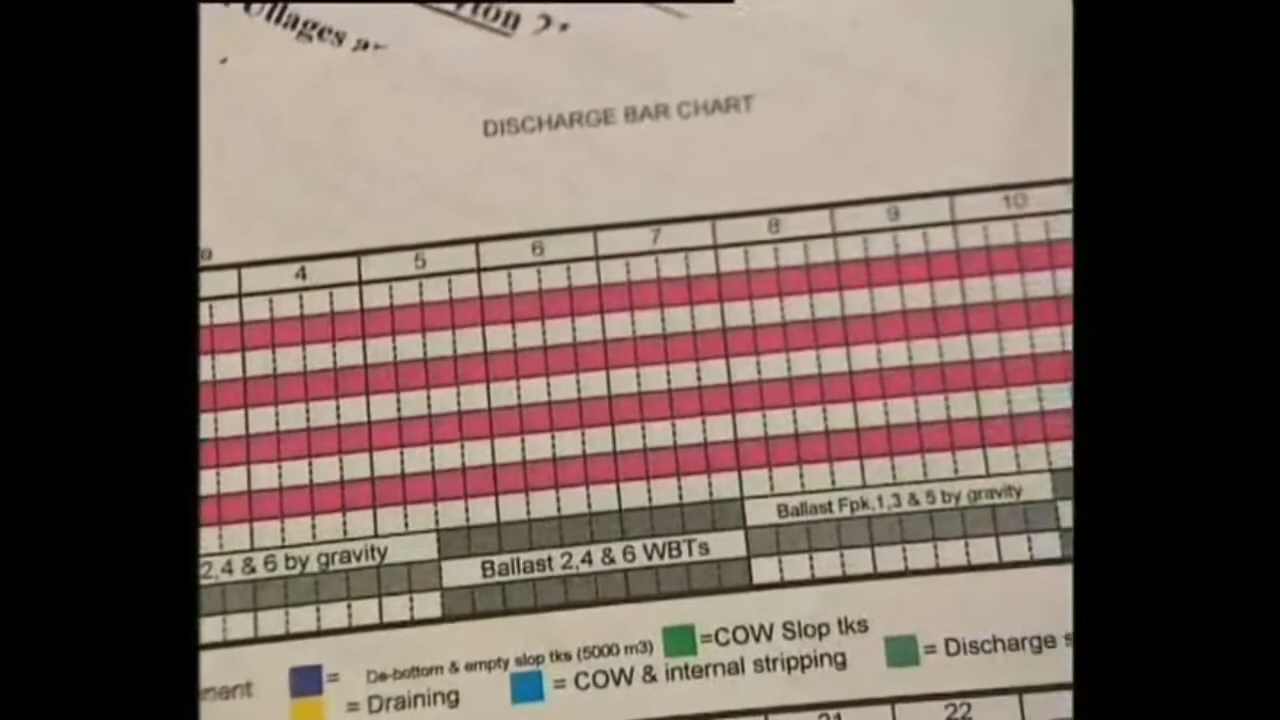 Ullages
DISCHARGE BAR CHART
4 5 6 7 8 9 10
Ballast Fpk,1,3 & 5 by gravity
2,4 & 6 by gravity Ballast 2,4 & 6 WBTs
= De-bottom & empty slop tks (5000 m3) =COW Slop tks
= Draining = COW & internal stripping = Discharge
22